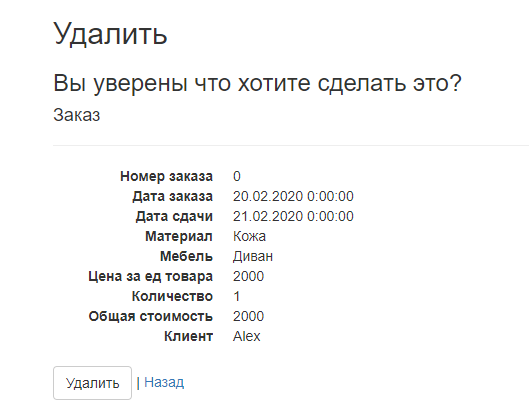 Удалить
Вы уверены что хотите сделать это?
Заказ
Номер заказа 0
Дата заказа 20.02.2020 0:00:00
Дата сдачи 21.02.2020 0:00:00
Материал Кожа
Мебель Диван
Цена за ед товара 2000
Количество 1
Общая стоимость 2000
Клиент Alex
Удалить | Назад